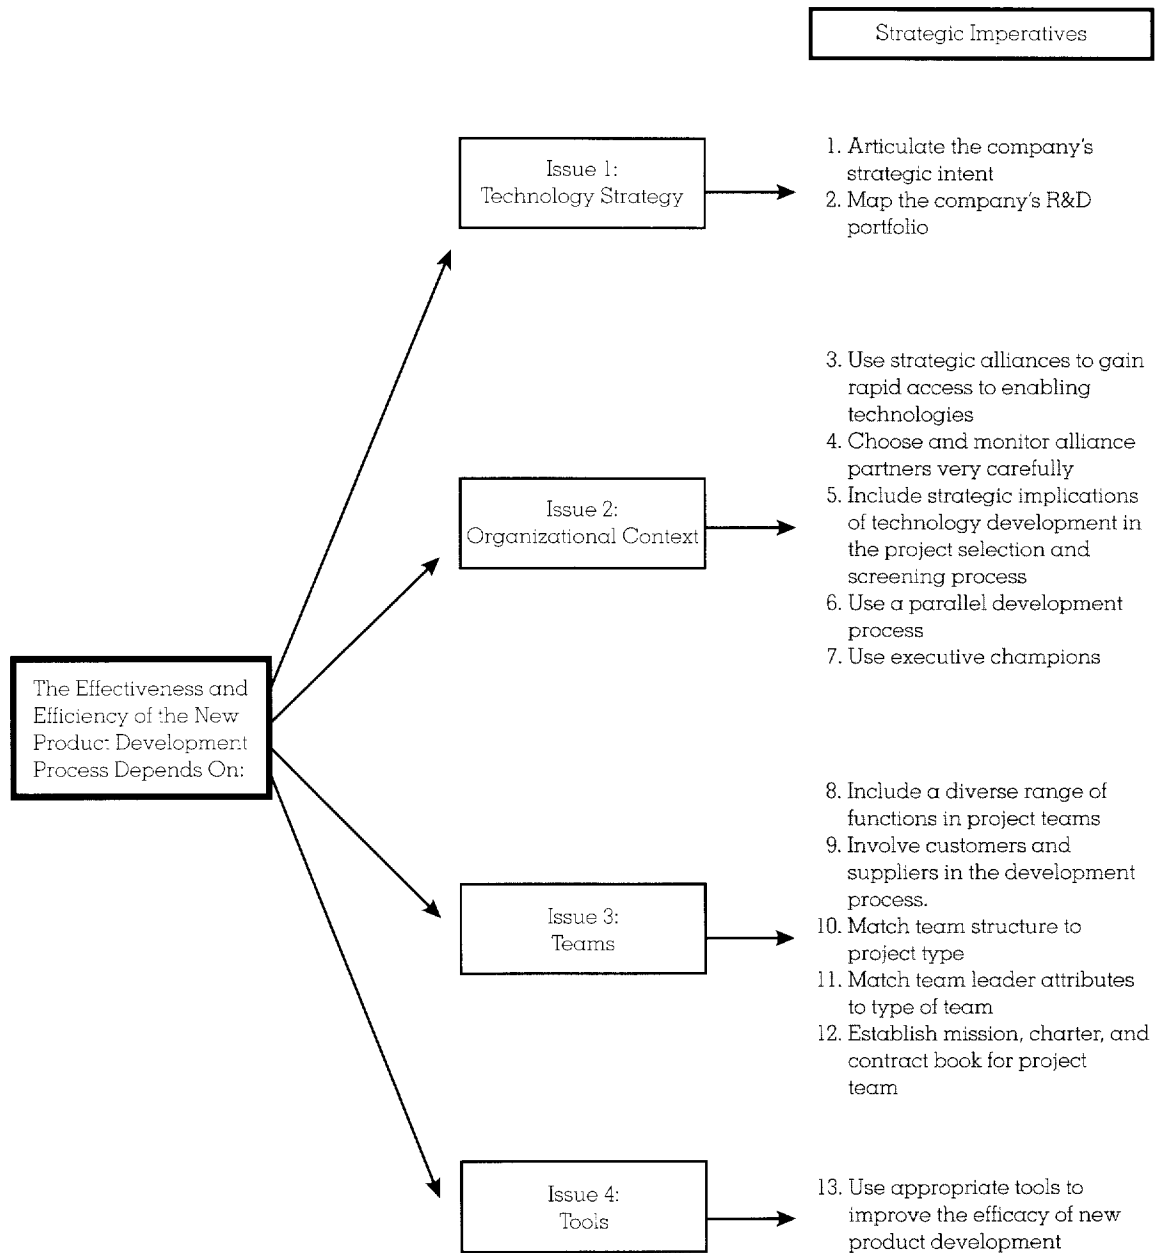 Strategic Imperatives
Issue 1:
Technology Strategy
1. Articulate the company's
strategic intent
2. Map the company's R&D
portfolio
3. Use strategic alliances to gain
rapid access to enabling
technologies
4. Choose and monitor alliance
partners very carefully
5. Include strategic implications
of technology development in
the project selection and
screening process
6. Use a parallel development
process
7. Use executive champions
Issue 2:
Organizational Context
The Effectiveness and
Efficiency of the New
Product Development
Process Depends On:
8. Include a diverse range of
functions in project teams
9. Involve customers and
suppliers in the development
process.
10. Match team structure to
project type
11. Match team leader attributes
to type of team
12. Establish mission, charter, and
contract book for project
team
Issue 3:
Teams
Issue 4:
Tools
13. Use appropriate tools to
improve the efficacy of new
product development